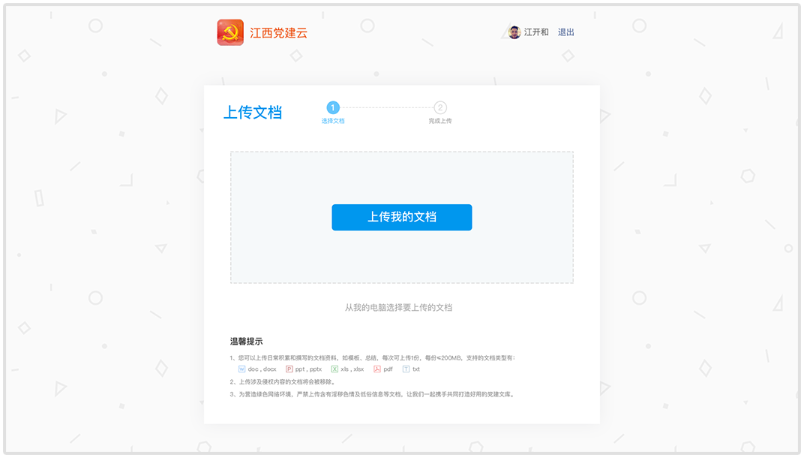 江西党建云
江开和 退出
上传文档
1 2
选择文档 完成上传
上传我的文档
从我的电脑选择要上传的文档
温馨提示
1、您可以上传日常积累和撰写的文档资料，如模板、总结，每次可上传1份，每份≤200MB。支持的文档类型有：
doc , docx ppt , pptx xls , xlsx pdf txt
2、上传涉及侵权内容的文档将会被移除。
3、为营造绿色网络环境，严禁上传含有淫秽色情及低俗信息等文档。让我们一起携手共同打造好用的党建文库。